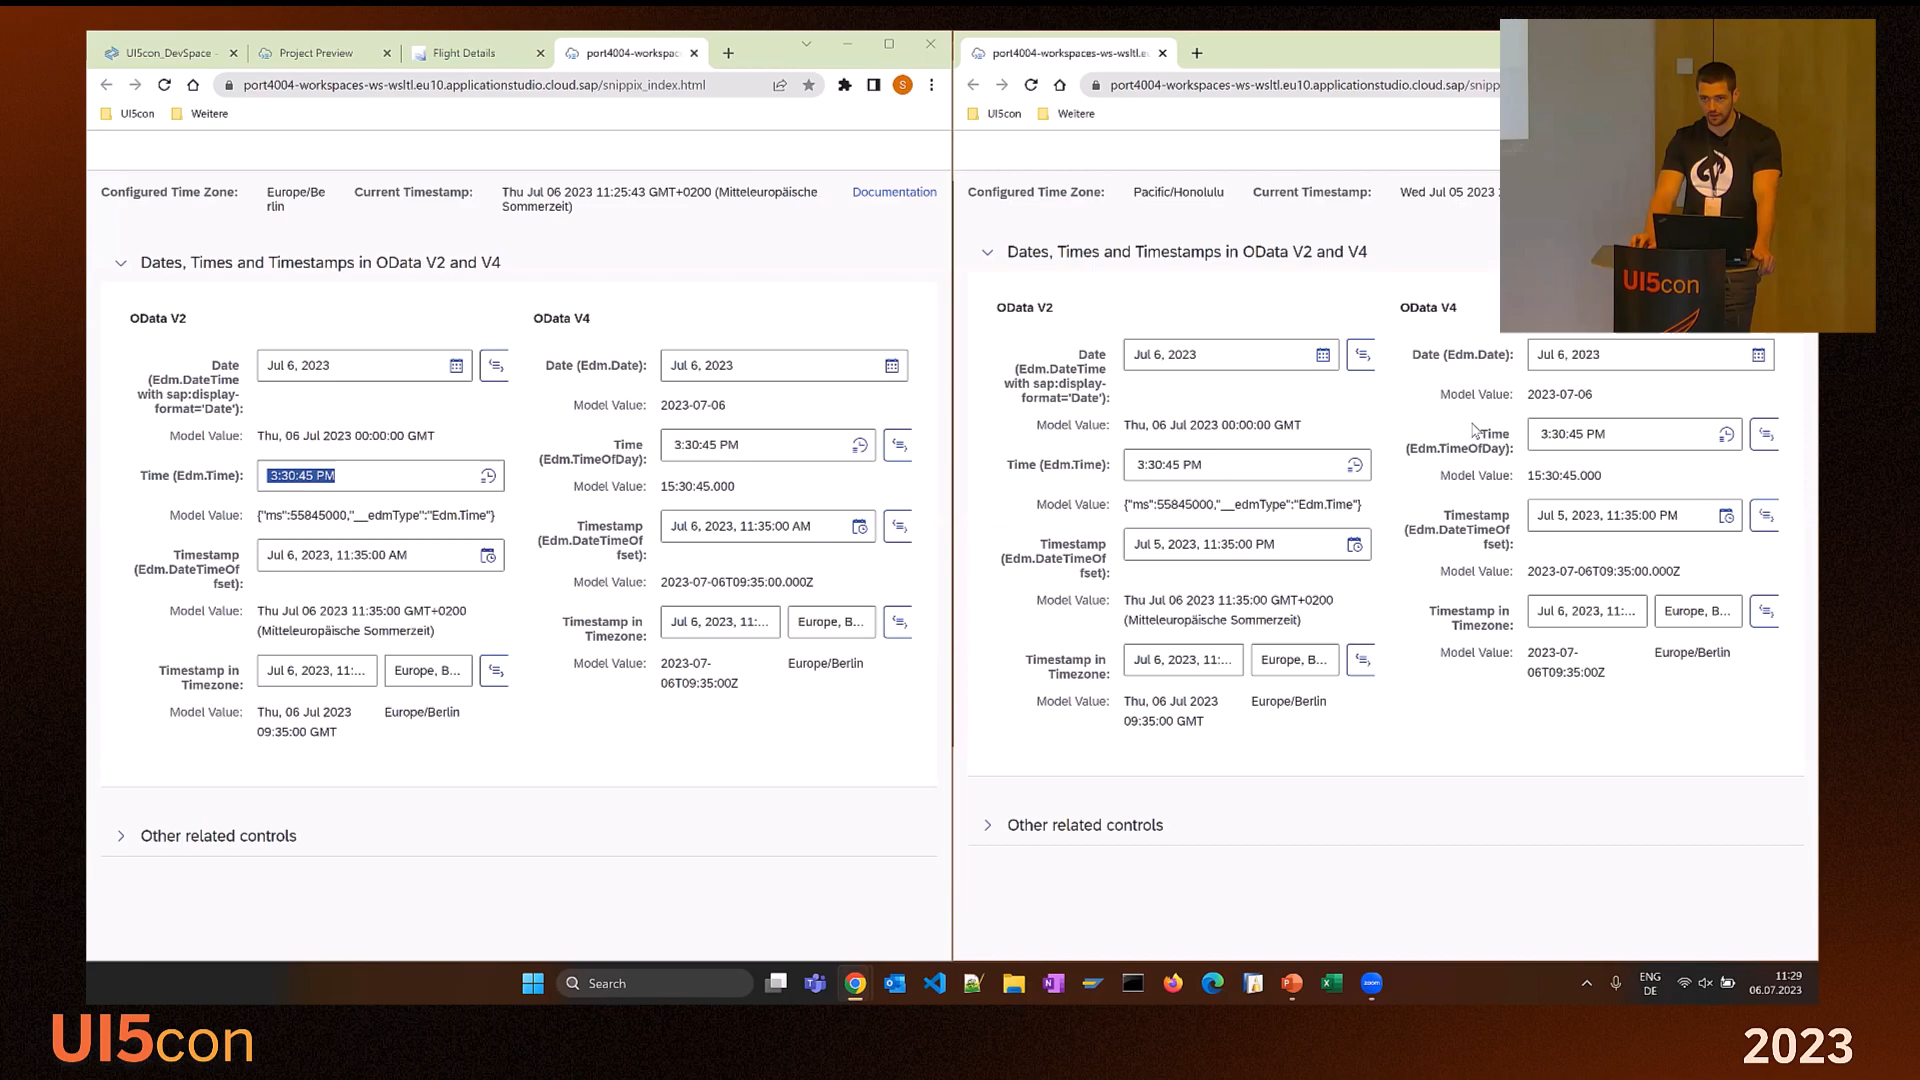 UI5con_DevSpace
Project Preview
Flight Details
port4004-workspac
port4004-workspaces-ws-wsltl.eu10.applicationstudio.cloud.sap/snippix_index.html
S
UI5con
Weitere
Configured Time Zone:
Europe/Be
rlin
Current Timestamp:
Thu Jul 06 2023 11:25:43 GMT+0200 (Mitteleuropäische
Sommerzeit)
Documentation
Dates, Times and Timestamps in OData V2 and V4
OData V2
Date
(Edm.DateTime
with sap:display-
format='Date'):
Jul 6, 2023
Model Value:
Thu, 06 Jul 2023 00:00:00 GMT
Time (Edm.Time):
3:30:45 PM
Model Value:
{"ms":55845000,"__edmType":"Edm.Time"}
Timestamp
(Edm.DateTimeOf
fset):
Jul 6, 2023, 11:35:00 AM
Model Value:
Thu Jul 06 2023 11:35:00 GMT+0200
(Mitteleuropäische Sommerzeit)
Timestamp in
Timezone:
Jul 6, 2023, 11:...
Europe, B...
Model Value:
Thu, 06 Jul 2023
09:35:00 GMT
Europe/Berlin
OData V4
Date (Edm.Date):
Jul 6, 2023
Model Value:
2023-07-06
Time
(Edm.TimeOfDay):
3:30:45 PM
Model Value:
15:30:45.000
Timestamp
(Edm.DateTimeOf
fset):
Jul 6, 2023, 11:35:00 AM
Model Value:
2023-07-06T09:35:00.000Z
Timestamp in
Timezone:
Jul 6, 2023, 11:...
Europe, B...
Model Value:
2023-07-
06T09:35:00Z
Europe/Berlin
Other related controls
port4004-workspaces-ws-wsltl.eu
port4004-workspaces-ws-wsltl.eu10.applicationstudio.cloud.sap/snipp
UI5con
Weitere
Configured Time Zone:
Pacific/Honolulu
Current Timestamp:
Wed Jul 05 2023
Dates, Times and Timestamps in OData V2 and V4
OData V2
Date
(Edm.DateTime
with sap:display-
format='Date'):
Jul 6, 2023
Model Value:
Thu, 06 Jul 2023 00:00:00 GMT
Time (Edm.Time):
3:30:45 PM
Model Value:
{"ms":55845000,"__edmType":"Edm.Time"}
Timestamp
(Edm.DateTimeOf
fset):
Jul 5, 2023, 11:35:00 PM
Model Value:
Thu Jul 06 2023 11:35:00 GMT+0200
(Mitteleuropäische Sommerzeit)
Timestamp in
Timezone:
Jul 6, 2023, 11:...
Europe, B...
Model Value:
Thu, 06 Jul 2023
09:35:00 GMT
Europe/Berlin
OData V4
Date (Edm.Date):
Jul 6, 2023
Model Value:
2023-07-06
Time
(Edm.TimeOfDay):
3:30:45 PM
Model Value:
15:30:45.000
Timestamp
(Edm.DateTimeOf
fset):
Jul 5, 2023, 11:35:00 PM
Model Value:
2023-07-06T09:35:00.000Z
Timestamp in
Timezone:
Jul 6, 2023, 11:...
Europe, B...
Model Value:
2023-07-
06T09:35:00Z
Europe/Berlin
Other related controls
UI5con
Search
zoom
ENG
DE
11:29
06.07.2023
UI5con
2023